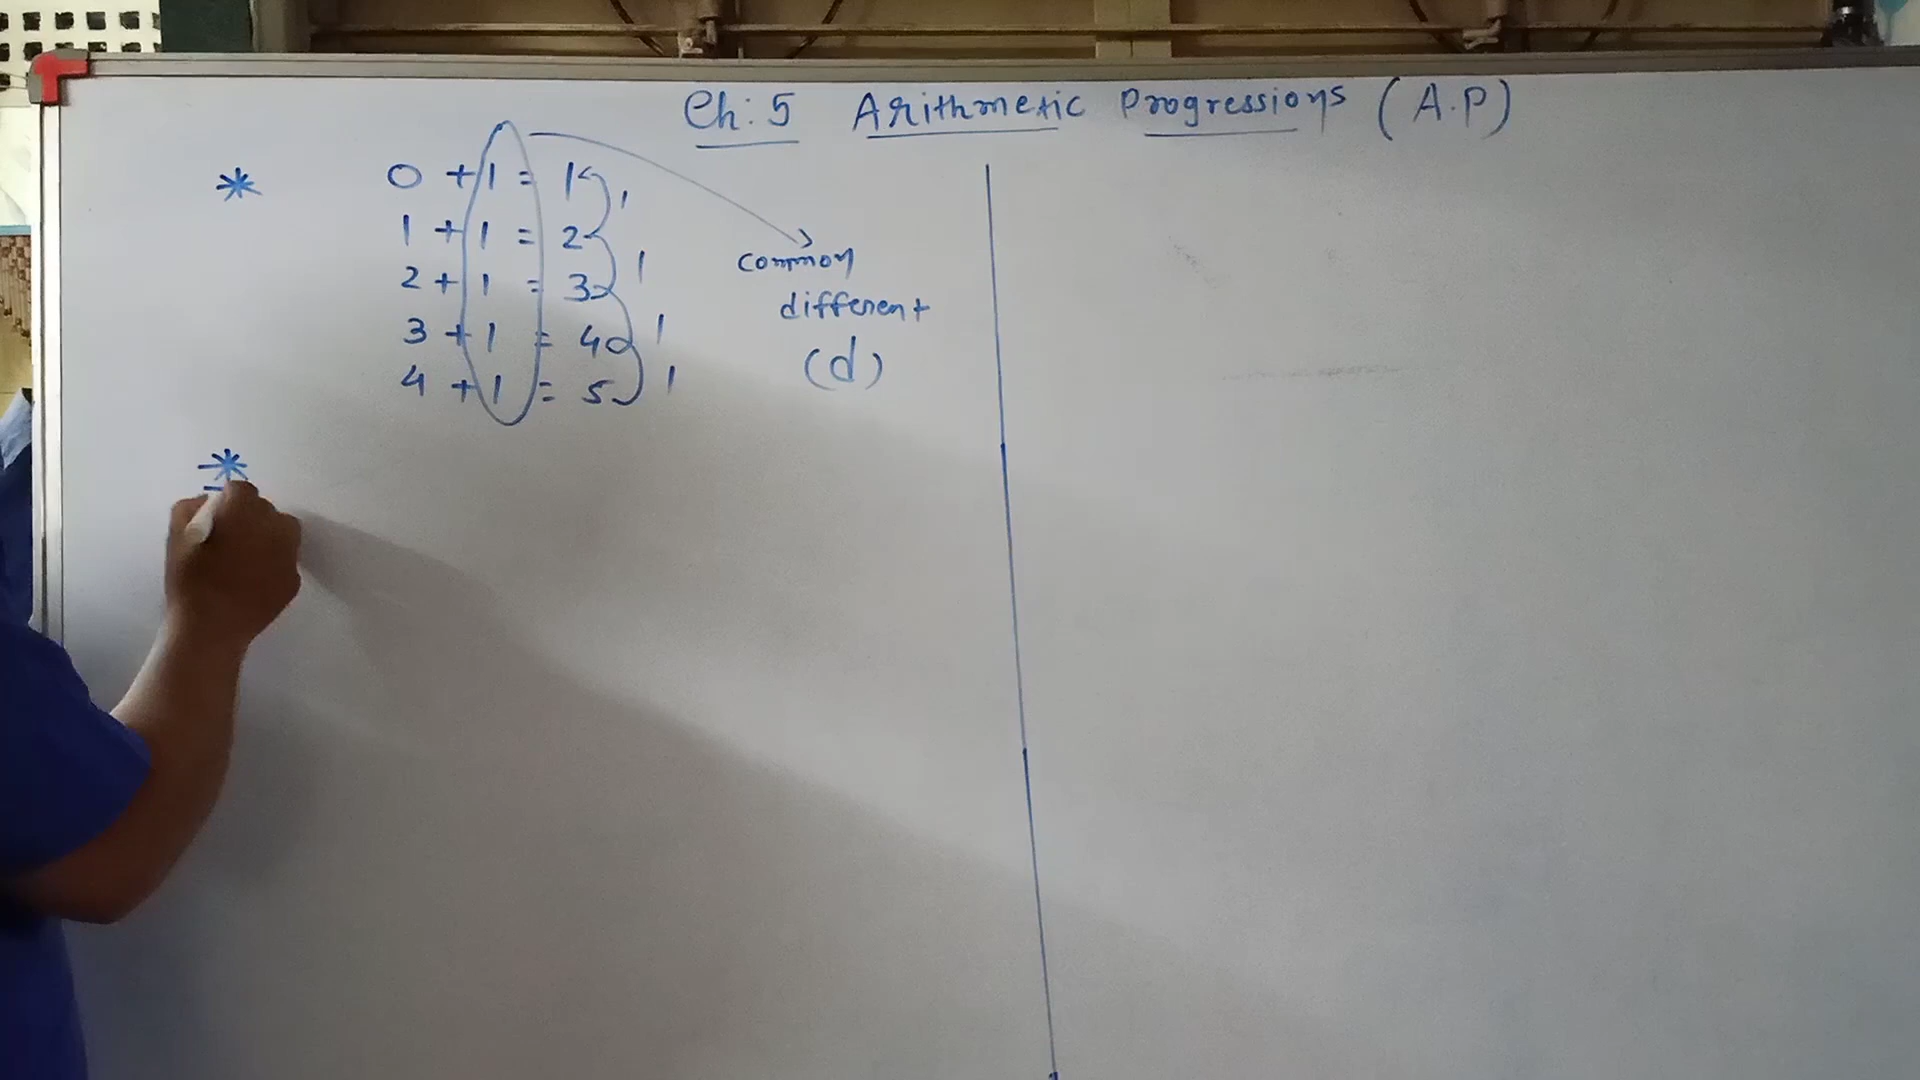 Ch: 5 Arithmetic Progressions (A.P)
* 0 + 1 = 1
1
1 + 1 = 2
1
2 + 1 = 3
1
3 + 1 = 4
1
4 + 1 = 5
common
different
(d)
*